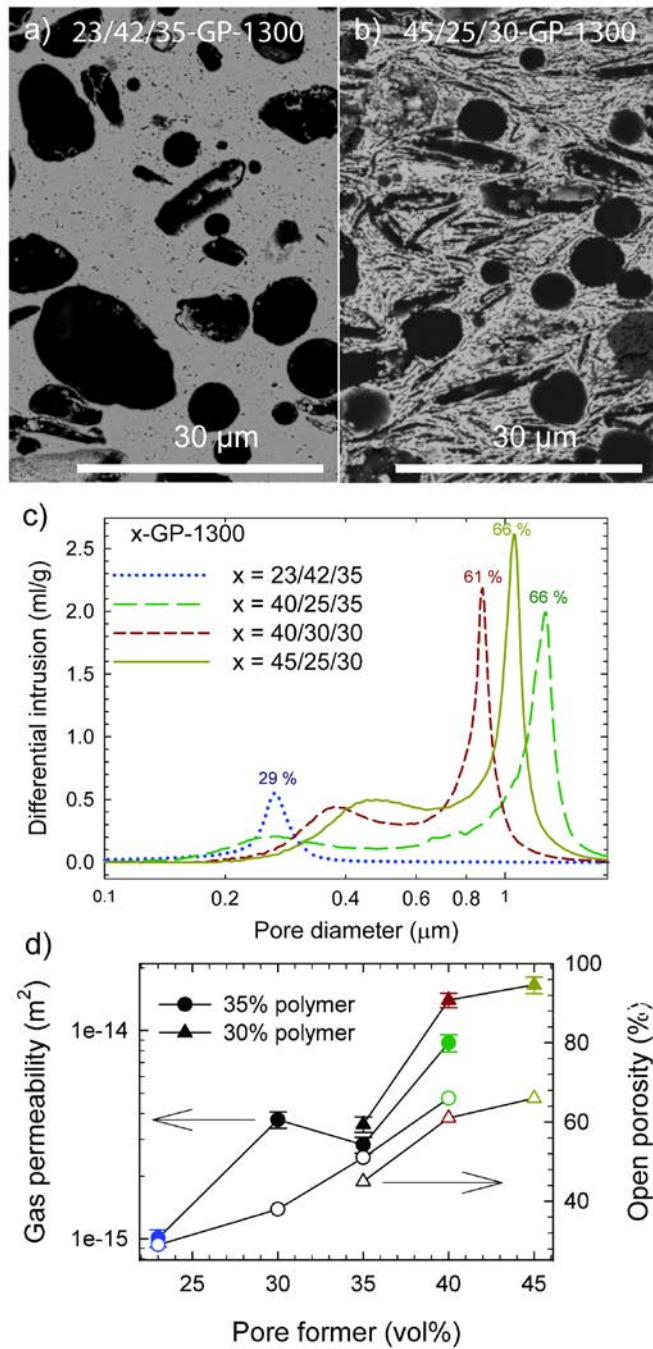 a) 23/42/35-GP-1300
b) 45/25/30-GP-1300
30 µm
30 µm
c)
x-GP-1300
x = 23/42/35
x = 40/25/35
x = 40/30/30
x = 45/25/30
29 %
61 %
66 %
66 %
Differential intrusion (ml/g)
2.5
2.0
1.5
1.0
0.5
0.0
0.1
0.2
0.4
0.6
0.8
1
Pore diameter (µm)
d)
35% polymer
30% polymer
Gas permeability (m²)
1e-14
1e-15
Open porosity (%)
100
80
60
40
25
30
35
40
45
Pore former (vol%)